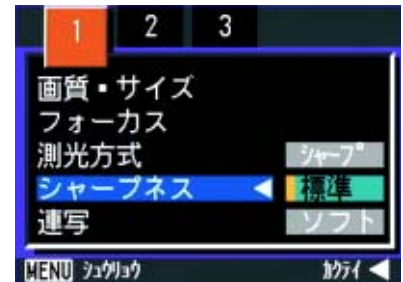 1 2 3
画質・サイズ
フォーカス
測光方式 シャープ
シャープネス ◀ 標準
連写 ソフト
MENU シュウリョウ カクテイ ◀